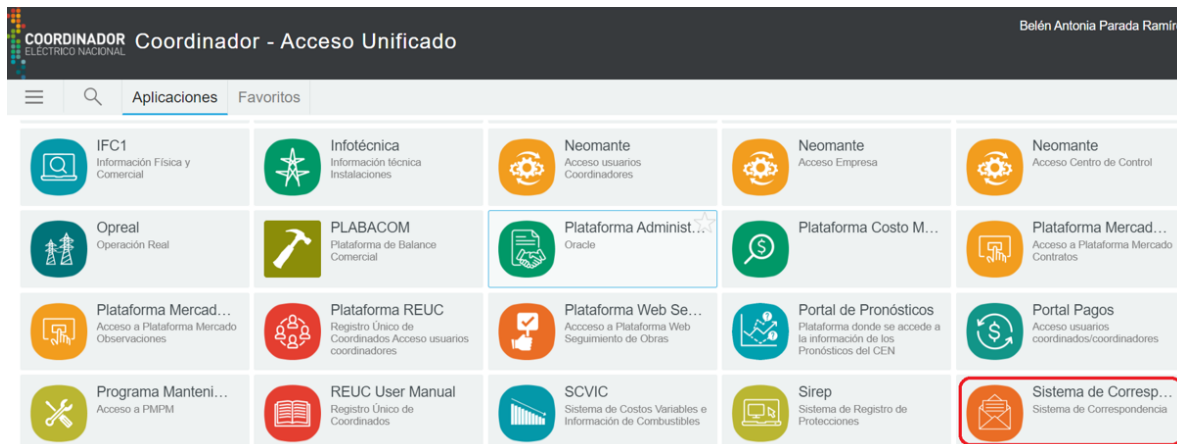 COORDINADOR
ELÉCTRICO NACIONAL
Coordinador - Acceso Unificado
Belén Antonia Parada Ramír
Aplicaciones
Favoritos
IFC1
Información Física y
Comercial
Infotécnica
Información técnica
Instalaciones
Neomante
Acceso usuarios
Coordinadores
Neomante
Acceso Empresa
Neomante
Acceso Centro de Control
Opreal
Operación Real
PLABACOM
Plataforma de Balance
Comercial
Plataforma Administ...
Oracle
Plataforma Costo M...
Plataforma Mercad...
Acceso a Plataforma Mercado
Contratos
Plataforma Mercad...
Acceso a Plataforma Mercado
Observaciones
Plataforma REUC
Registro Único de
Coordinados Acceso usuarios
coordinadores
Plataforma Web Se...
Accceso a Plataforma Web
Seguimiento de Obras
Portal de Pronósticos
Plataforma donde se accede a
la información de los
Pronósticos del CEN
Portal Pagos
Acceso usuarios
coordinados/coordinadores
Programa Manteni...
Acceso a PMPM
REUC User Manual
Registro Único de
Coordinados
SCVIC
Sistema de Costos Variables e
Información de Combustibles
Sirep
Sistema de Registro de
Protecciones
Sistema de Corresp...
Sistema de Correspondencia